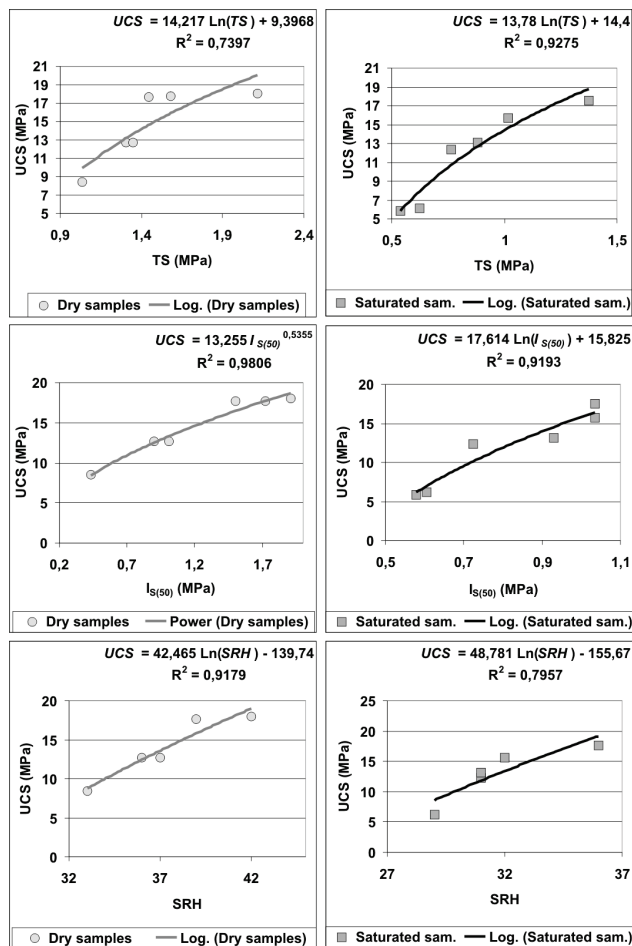 UCS = 14,217 Ln(TS) + 9,3968
R² = 0,7397
21
19
17
15
13
11
9
7
5
UCS (MPa)
0,9 1,4 1,9 2,4
TS (MPa)
Dry samples Log. (Dry samples)
UCS = 13,78 Ln(TS) + 14,4
R² = 0,9275
21
19
17
15
13
11
9
7
5
UCS (MPa)
0,5 1 1,5
TS (MPa)
Saturated sam. Log. (Saturated sam.)
UCS = 13,255 I S(50) 0,5355
R² = 0,9806
20
15
10
5
0
UCS (MPa)
0,2 0,7 1,2 1,7
IS(50) (MPa)
Dry samples Power (Dry samples)
UCS = 17,614 Ln(I S(50)) + 15,825
R² = 0,9193
20
15
10
5
0
UCS (MPa)
0,5 0,7 0,9 1,1
IS(50) (MPa)
Saturated sam. Log. (Saturated sam.)
UCS = 42,465 Ln(SRH) - 139,74
R² = 0,9179
20
15
10
5
0
UCS (MPa)
32 37 42
SRH
Dry samples Log. (Dry samples)
UCS = 48,781 Ln(SRH) - 155,67
R² = 0,7957
25
20
15
10
5
0
UCS (MPa)
27 32 37
SRH
Saturated sam. Log. (Saturated sam.)